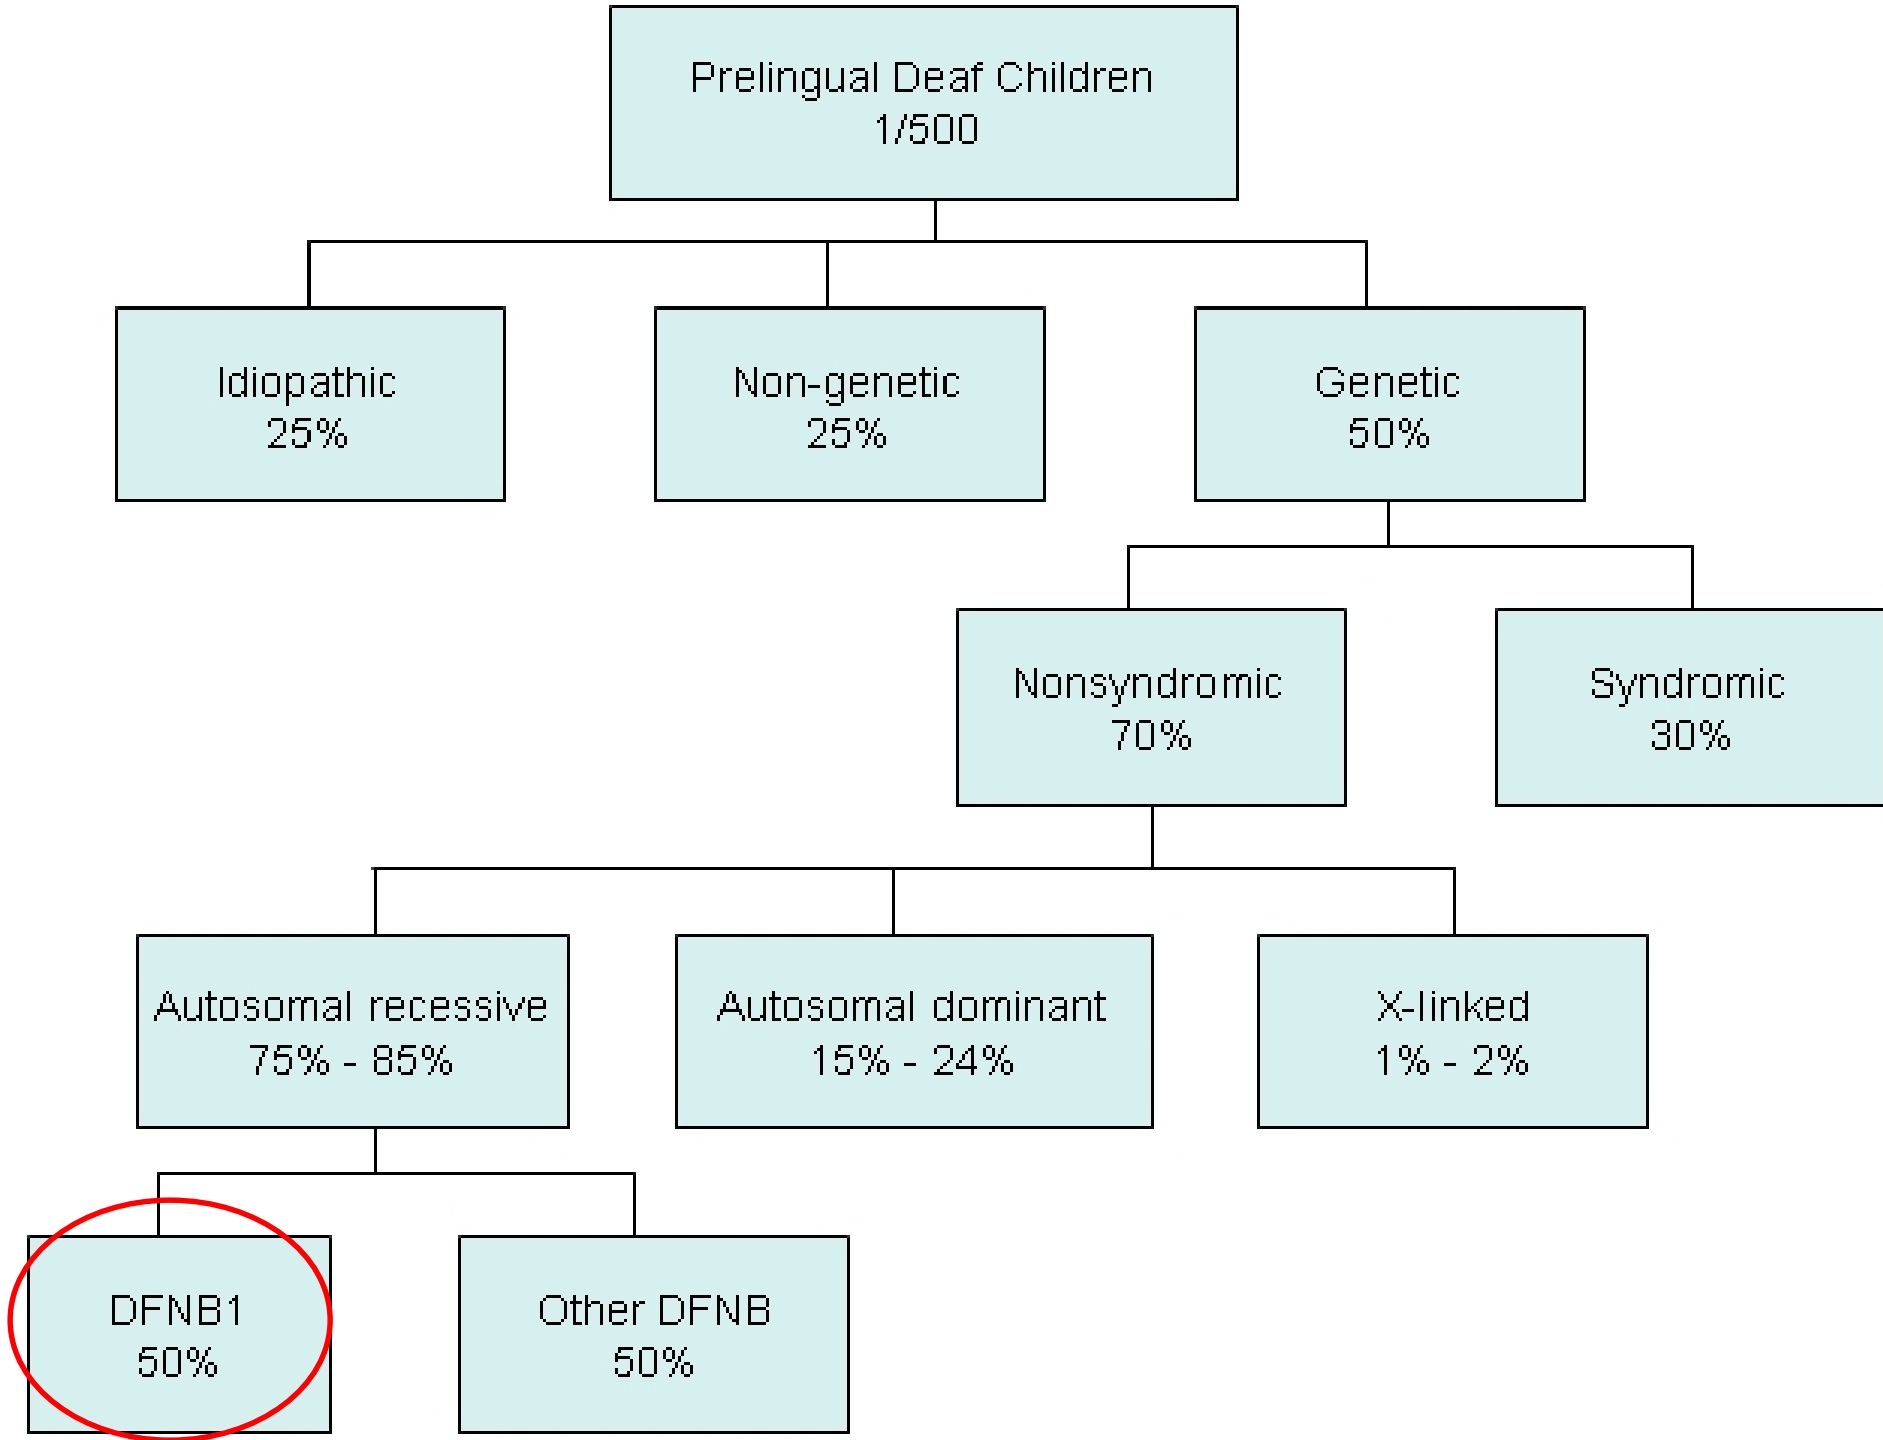 Prelingual Deaf Children
1/500
Idiopathic
25%
Non-genetic
25%
Genetic
50%
Nonsyndromic
70%
Syndromic
30%
Autosomal recessive
75% - 85%
Autosomal dominant
15% - 24%
X-linked
1% - 2%
DFNB1
50%
Other DFNB
50%